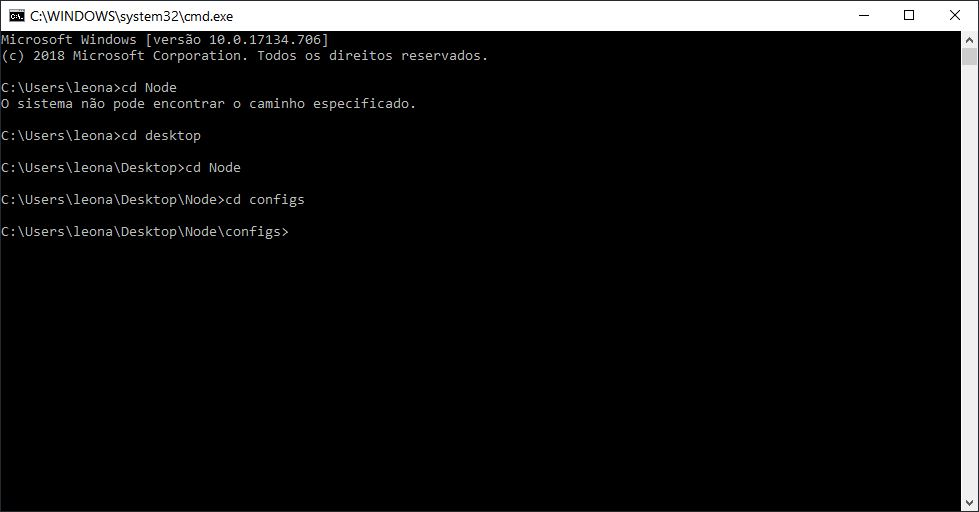 C:\WINDOWS\system32\cmd.exe
Microsoft Windows [versão 10.0.17134.706]
(c) 2018 Microsoft Corporation. Todos os direitos reservados.
C:\Users\leona>cd Node
O sistema não pode encontrar o caminho especificado.
C:\Users\leona>cd desktop
C:\Users\leona\Desktop>cd Node
C:\Users\leona\Desktop\Node>cd configs
C:\Users\leona\Desktop\Node\configs>